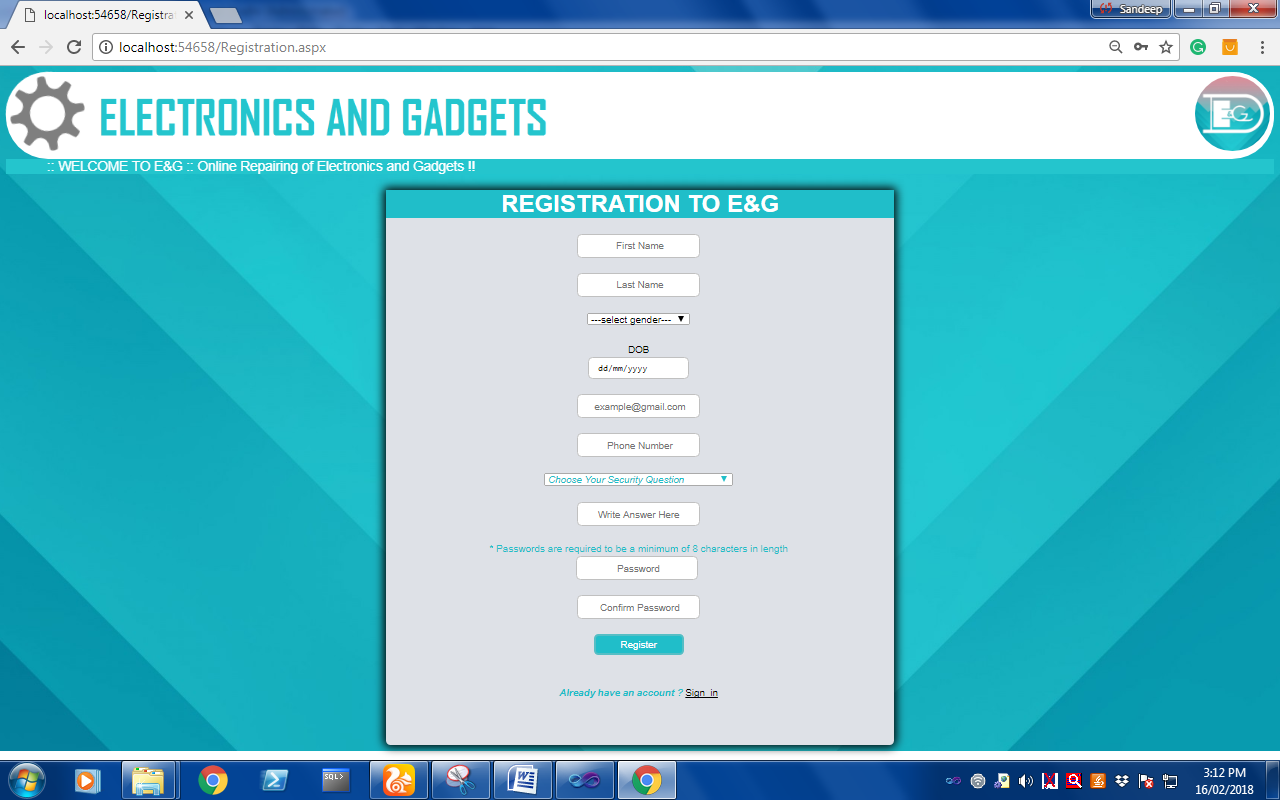 localhost:54658/Registra
Sandeep
localhost:54658/Registration.aspx
ELECTRONICS AND GADGETS
E&G
:: WELCOME TO E&G :: Online Repairing of Electronics and Gadgets !!
REGISTRATION TO E&G
First Name
Last Name
---select gender---
DOB
dd/mm/yyyy
example@gmail.com
Phone Number
Choose Your Security Question
Write Answer Here
* Passwords are required to be a minimum of 8 characters in length
Password
Confirm Password
Register
Already have an account ? Sign in
SQL>
3:12 PM
16/02/2018